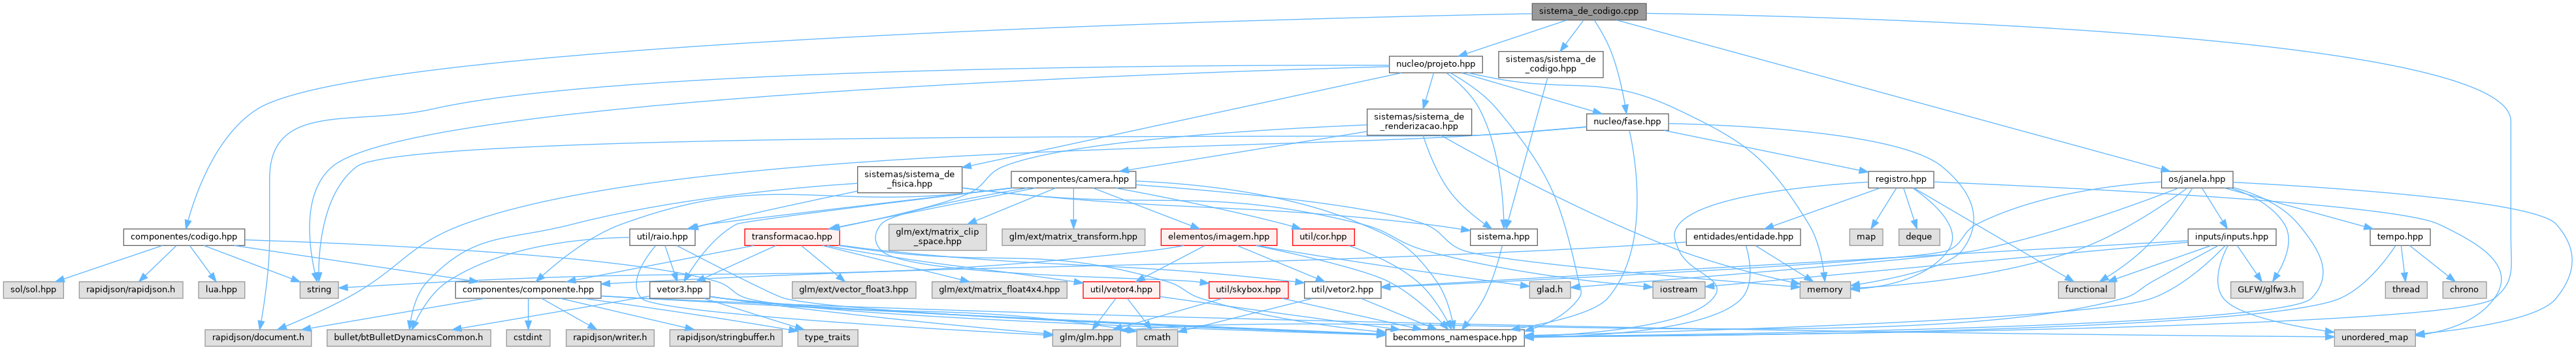 sistema_de_codigo.cpp
nucleo/projeto.hpp
sistemas/sistema_de
_codigo.hpp
sistemas/sistema_de
_renderizacao.hpp
nucleo/fase.hpp
sistemas/sistema_de
_fisica.hpp
componentes/camera.hpp
registro.hpp
os/janela.hpp
componentes/codigo.hpp
util/raio.hpp
transformacao.hpp
glm/ext/matrix_clip
_space.hpp
glm/ext/matrix_transform.hpp
elementos/imagem.hpp
util/cor.hpp
sistema.hpp
entidades/entidade.hpp
map
deque
inputs/inputs.hpp
tempo.hpp
sol/sol.hpp
rapidjson/rapidjson.h
lua.hpp
string
componentes/componente.hpp
vetor3.hpp
glm/ext/vector_float3.hpp
glm/ext/matrix_float4x4.hpp
util/vetor4.hpp
util/skybox.hpp
util/vetor2.hpp
glad.h
iostream
memory
functional
GLFW/glfw3.h
thread
chrono
rapidjson/document.h
bullet/btBulletDynamicsCommon.h
cstdint
rapidjson/writer.h
rapidjson/stringbuffer.h
type_traits
glm/glm.hpp
cmath
becommons_namespace.hpp
unordered_map